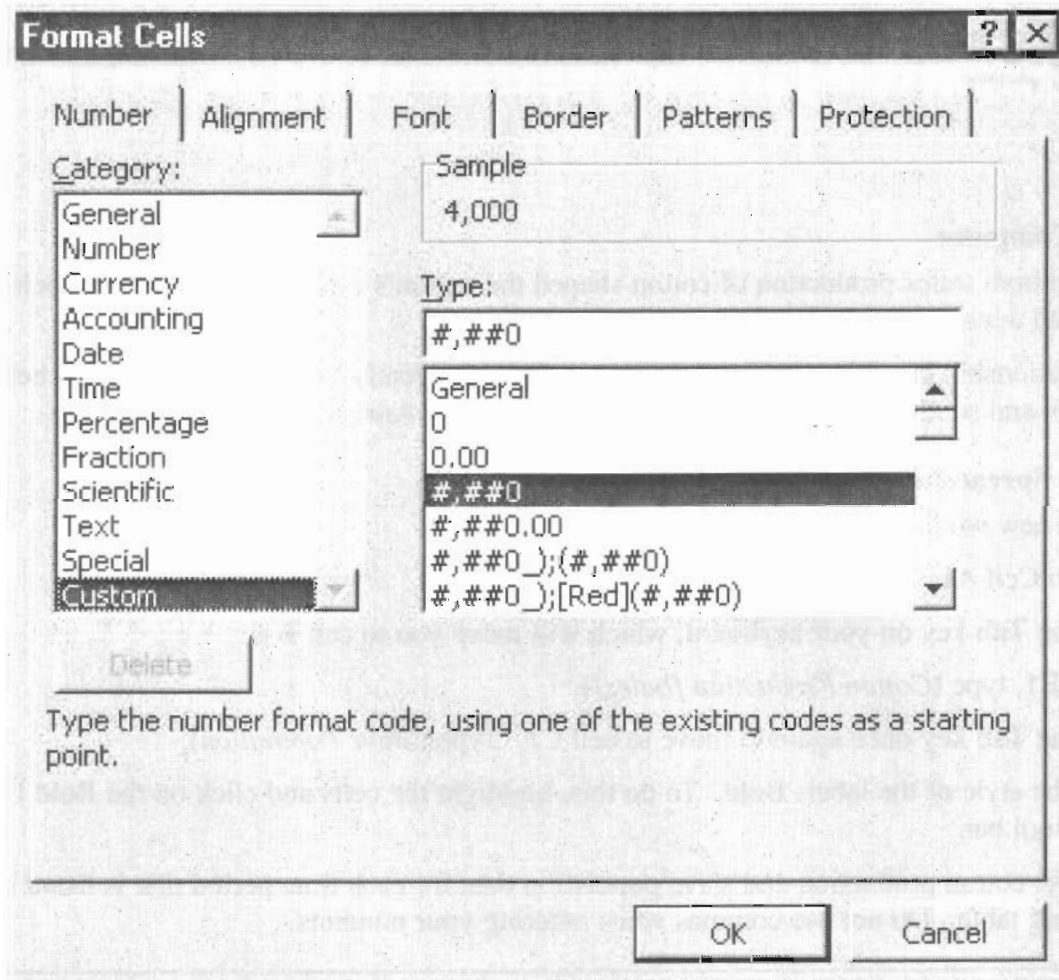 Format Cells ? ×
Number Alignment Font Border Patterns Protection
Category:
General
Number
Currency
Accounting
Date
Time
Percentage
Fraction
Scientific
Text
Special
Custom
Sample
4,000
Type:
#,##0
General
0
0.00
#,##0
#,##0.00
#,##0_);(#,##0)
#,##0_);[Red](#,##0)
Delete
Type the number format code, using one of the existing codes as a starting
point.
OK Cancel